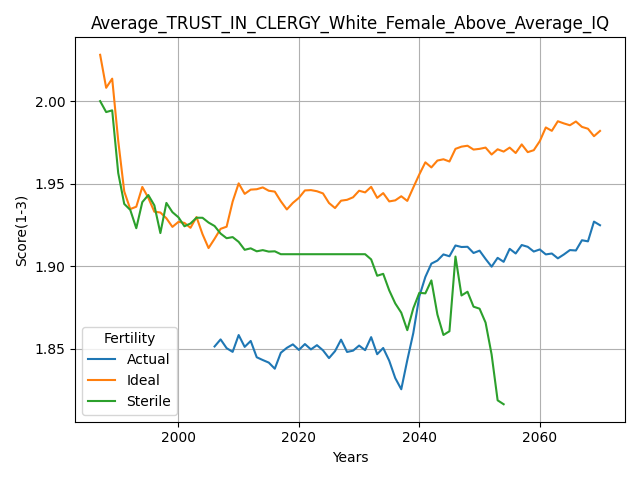 Average_TRUST_IN_CLERGY_White_Female_Above_Average_IQ
Score(1-3)
2.00
1.95
1.90
1.85
Fertility
Actual
Ideal
Sterile
2000
2020
2040
2060
Years